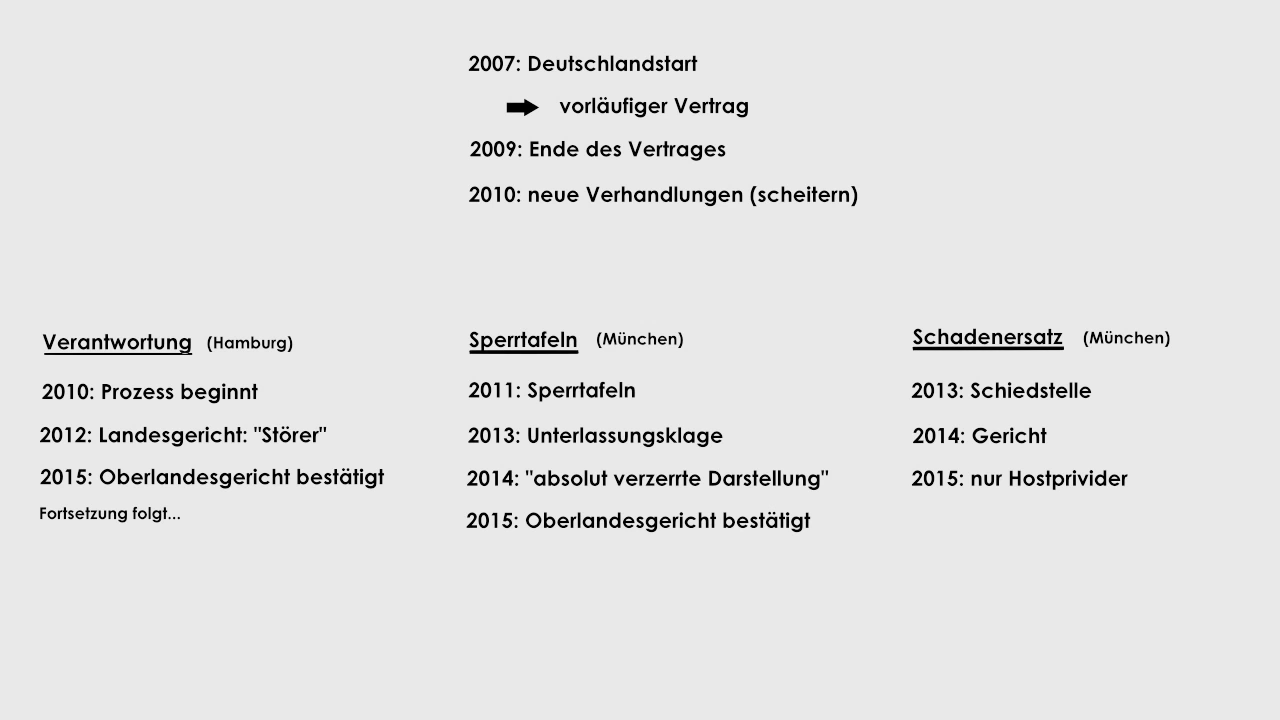 2007: Deutschlandstart
vorläufiger Vertrag
2009: Ende des Vertrages
2010: neue Verhandlungen (scheitern)
Verantwortung (Hamburg)
2010: Prozess beginnt
2012: Landesgericht: "Störer"
2015: Oberlandesgericht bestätigt
Fortsetzung folgt...
Sperrtafeln (München)
2011: Sperrtafeln
2013: Unterlassungsklage
2014: "absolut verzerrte Darstellung"
2015: Oberlandesgericht bestätigt
Schadenersatz (München)
2013: Schiedstelle
2014: Gericht
2015: nur Hostprivider